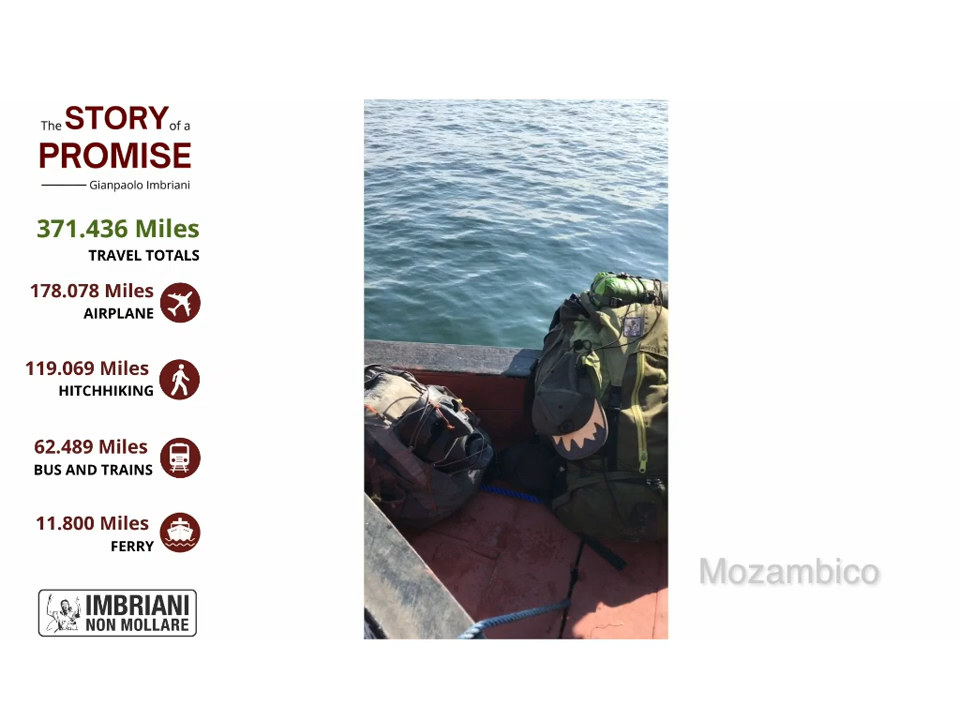 The STORY of a
PROMISE
Gianpaolo Imbriani
371.436 Miles
TRAVEL TOTALS
178.078 Miles
AIRPLANE
119.069 Miles
HITCHHIKING
62.489 Miles
BUS AND TRAINS
11.800 Miles
FERRY
IMBRIANI
NON MOLLARE
Mozambico